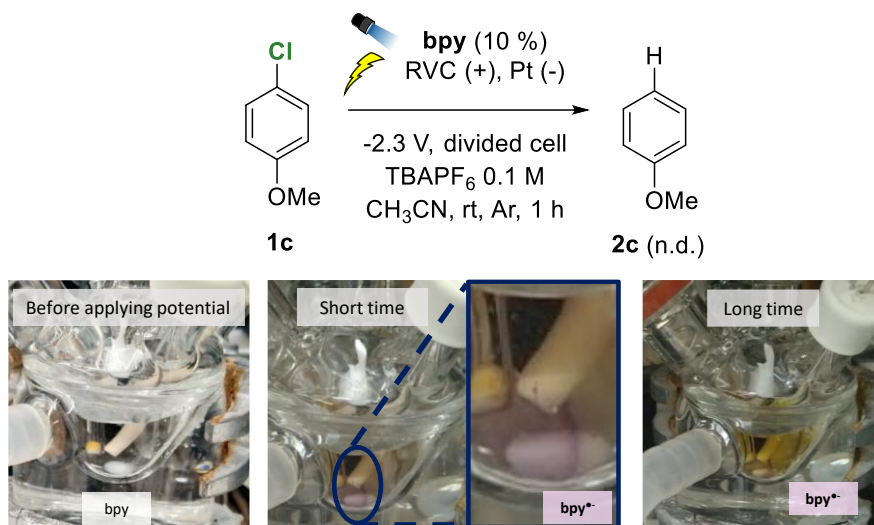 Cl
bpy (10 %)
RVC (+), Pt (-)
-2.3 V, divided cell
TBAPF₆ 0.1 M
CH₃CN, rt, Ar, 1 h
OMe
1c
H
OMe
2c (n.d.)
Before applying potential
bpy
Short time
bpy•-
Long time
bpy•-